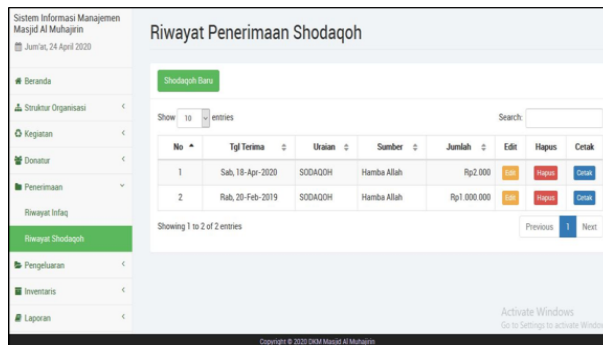 Sistem Informasi Manajemen
Masjid Al Muhajirin
Jum'at, 24 April 2020
Beranda
Struktur Organisasi
Kegiatan
Donatur
Penerimaan
Riwayat Infaq
Riwayat Shodaqoh
Pengeluaran
Inventaris
Laporan
Riwayat Penerimaan Shodaqoh
Shodaqoh Baru
Show 10 entries Search:
No Tgl Terima Uraian Sumber Jumlah Edit Hapus Cetak
1 Sab, 18-Apr-2020 SODAQOH Hamba Allah Rp2.000 Edit Hapus Cetak
2 Rab, 20-Feb-2019 SODAQOH Hamba Allah Rp1.000.000 Edit Hapus Cetak
Showing 1 to 2 of 2 entries Previous 1 Next
Activate Windows
Go to Settings to activate Windo
Copyright © 2020 DKM Masjid Al Muhajirin